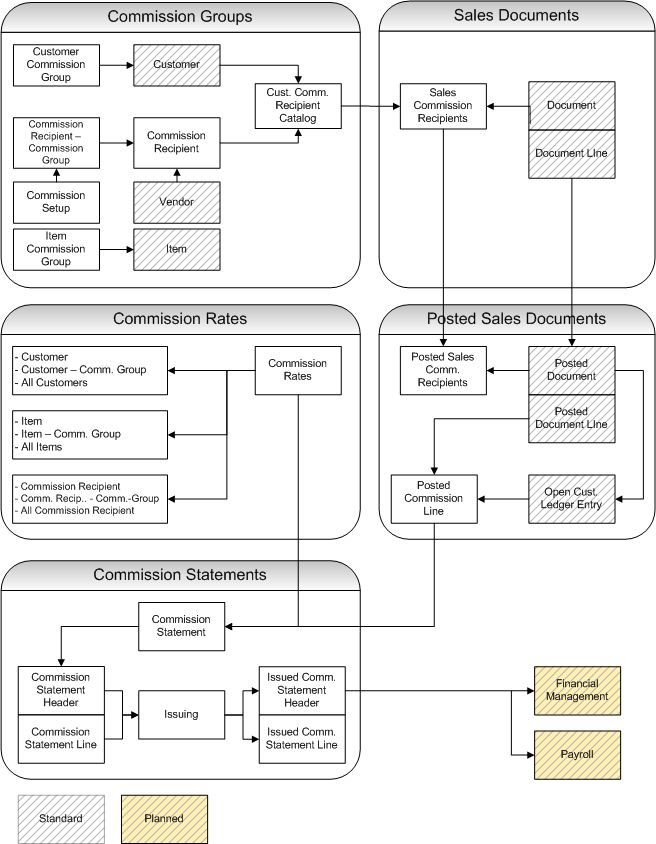 Commission Groups
Customer
Commission
Group
Customer
Cust. Comm.
Recipient
Catalog
Commission
Recipient –
Commission
Group
Commission
Recipient
Commission
Setup
Vendor
Item
Commission
Group
Item
Sales Documents
Sales
Commission
Recipients
Document
Document LIne
Commission Rates
- Customer
- Customer – Comm. Group
- All Customers
Commission
Rates
- Item
- Item – Comm. Group
- All Items
- Commission Recipient
- Comm. Recip.. - Comm.-Group
- All Commission Recipient
Posted Sales Documents
Posted Sales
Comm.
Recipients
Posted
Document
Posted
Document LIne
Posted
Commission
Line
Open Cust.
Ledger Entry
Commission Statements
Commission
Statement
Commission
Statement
Header
Commission
Statement Line
Issuing
Issued Comm.
Statement
Header
Issued Comm.
Statement Line
Financial
Management
Payroll
Standard
Planned